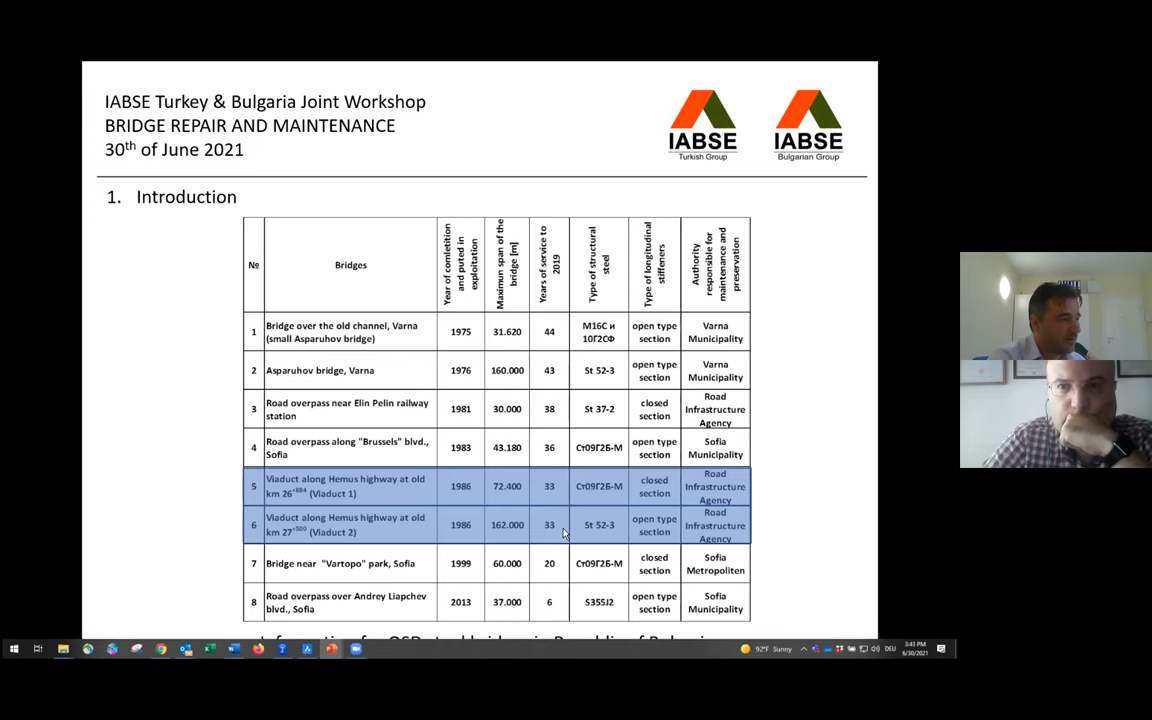 IABSE Turkey & Bulgaria Joint Workshop
BRIDGE REPAIR AND MAINTENANCE
30th of June 2021
IABSE
Turkish Group
IABSE
Bulgarian Group
1. Introduction
№
Bridges
Year of comletition
and puted in
exploitation
Maximun span of the
bridge [m]
Years of service to
2019
Type of structural
steel
Type of longitudinal
stiffeners
Authority
responsible for
maintenance and
preservation
1 Bridge over the old channel, Varna
(small Asparuhov bridge) 1975 31.620 44 М16С и
10Г2СФ open type
section Varna
Municipality
2 Asparuhov bridge, Varna 1976 160.000 43 St 52-3 open type
section Varna
Municipality
3 Road overpass near Elin Pelin railway
station 1981 30.000 38 St 37-2 closed
section Road
Infrastructure
Agency
4 Road overpass along "Brussels" blvd.,
Sofia 1983 43.180 36 Ст09Г2Б-М open type
section Sofia
Municipality
5 Viaduct along Hemus highway at old
km 26+884 (Viaduct 1) 1986 72.400 33 Ст09Г2Б-М closed
section Road
Infrastructure
Agency
6 Viaduct along Hemus highway at old
km 27+500 (Viaduct 2) 1986 162.000 33 St 52-3 open type
section Road
Infrastructure
Agency
7 Bridge near "Vartopo" park, Sofia 1999 60.000 20 Ст09Г2Б-М closed
section Sofia
Metropoliten
8 Road overpass over Andrey Liapchev
blvd., Sofia 2013 37.000 6 S355J2 open type
section Sofia
Municipality
92°F Sunny
DEU
3:43 PM
6/30/2021